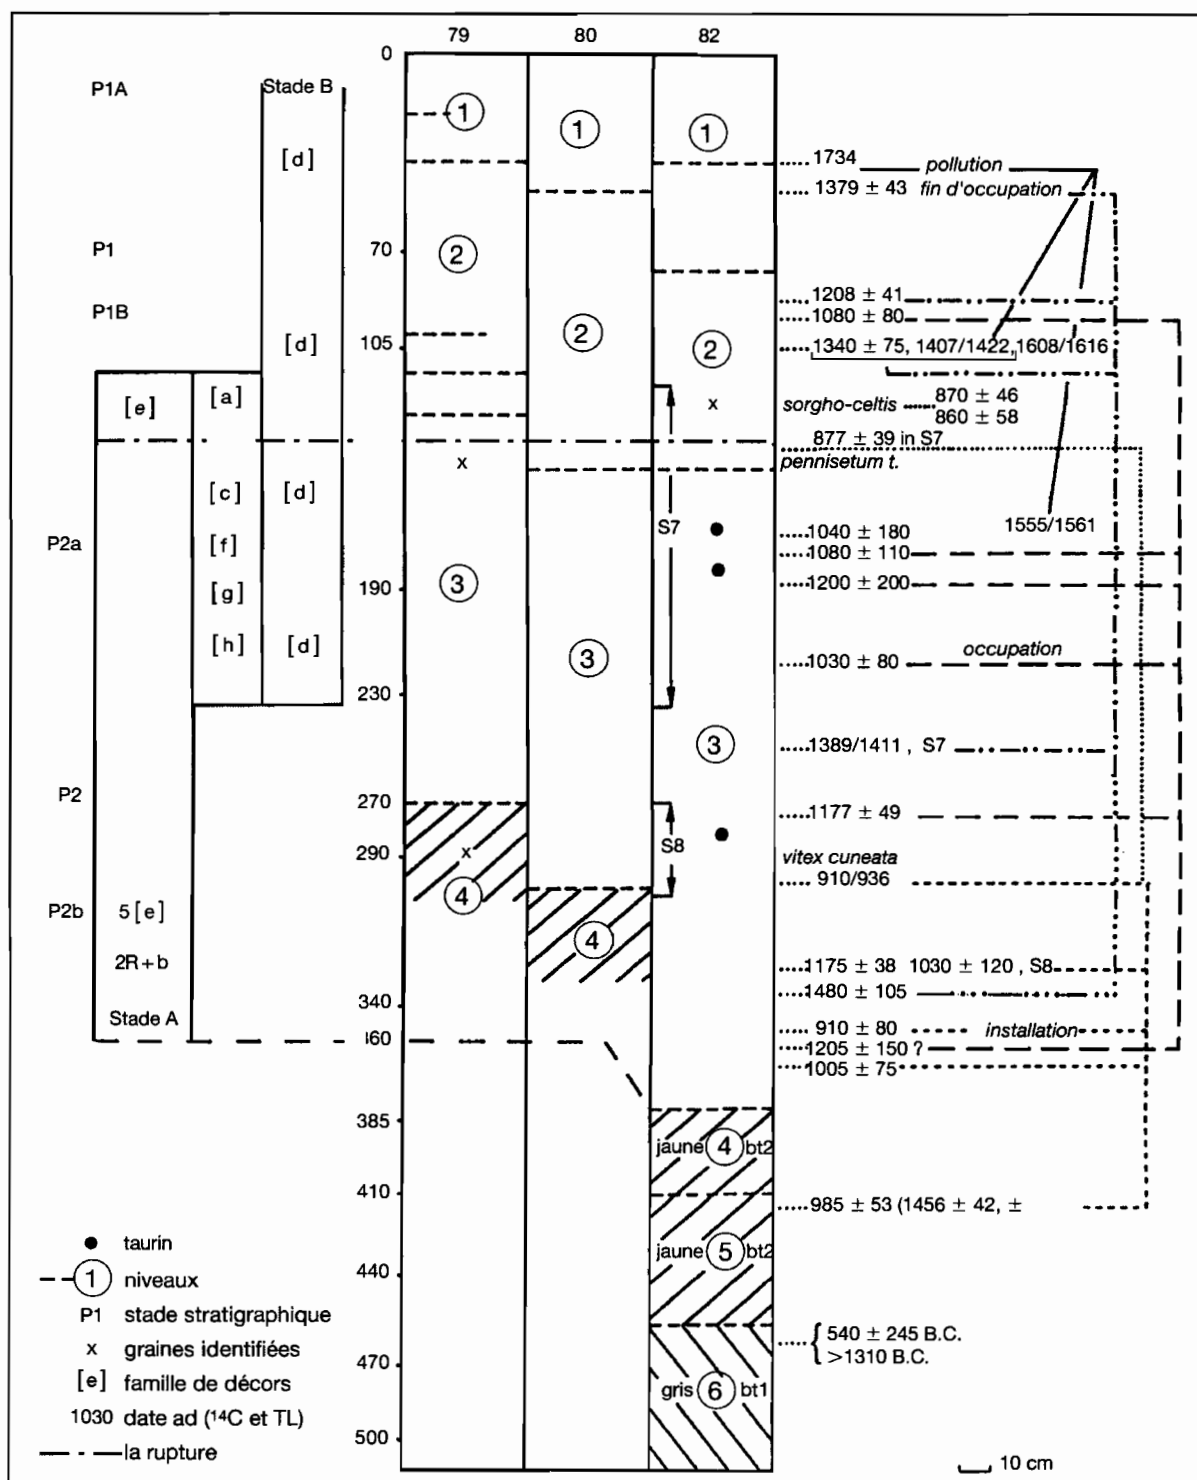 79 80 82
0
P1A
Stade B
1
1
1
[d]
1734 pollution
1379 ± 43 fin d'occupation
P1
70
2
1208 ± 41
P1B
1080 ± 80
2
[d]
105
2
1340 ± 75, 1407/1422, 1608/1616
[e]
[a]
x
sorgho-celtis 870 ± 46
860 ± 58
877 ± 39 in S7
x
pennisetum t.
[c]
[d]
S7
1555/1561
1040 ± 180
P2a
[f]
1080 ± 110
190
3
[g]
1200 ± 200
[h]
[d]
3
occupation
1030 ± 80
230
3
1389/1411 , S7
P2
270
1177 ± 49
S8
290
x
vitex cuneata
910/936
4
P2b
5 [e]
4
2R+b
1175 ± 38 1030 ± 120 , S8
1480 ± 105
340
Stade A
910 ± 80 installation
360
1205 ± 150 ?
1005 ± 75
385
jaune 4 bt2
410
985 ± 53 (1456 ± 42, ±
jaune 5 bt2
440
540 ± 245 B.C.
>1310 B.C.
470
gris 6 bt1
500
taurin
1 niveaux
P1 stade stratigraphique
x graines identifiées
[e] famille de décors
1030 date ad (¹⁴C et TL)
la rupture
10 cm